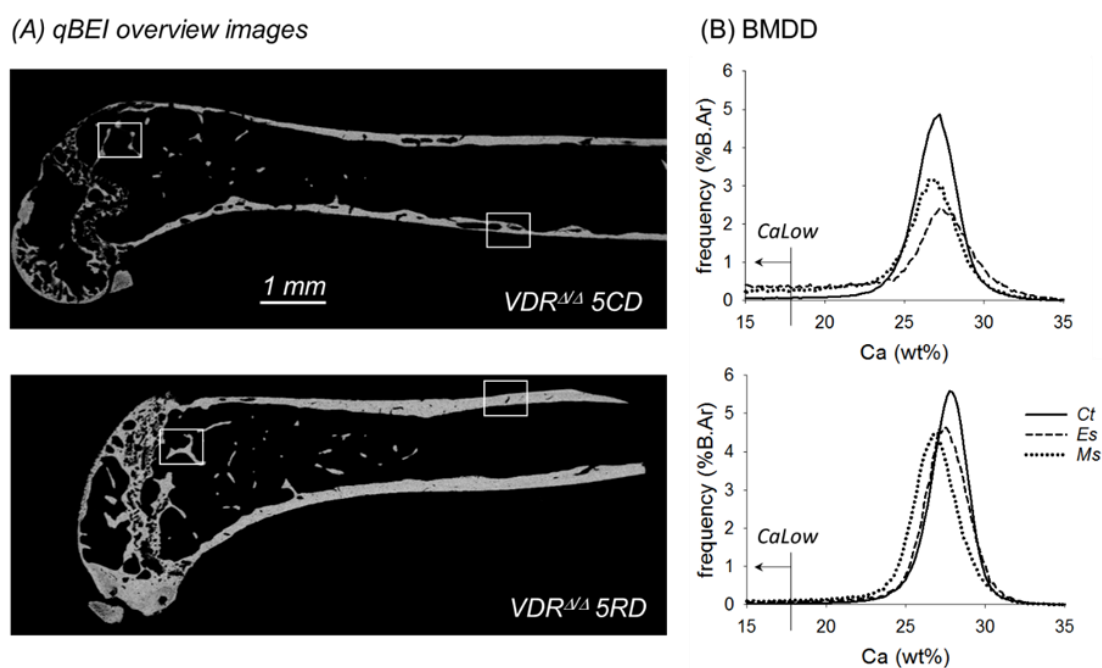 (A) qBEI overview images
(B) BMDD
1 mm
VDR^Δ/Δ 5CD
frequency (%B.Ar)
6
5
4
3
2
1
0
CaLow
15 20 25 30 35
Ca (wt%)
VDR^Δ/Δ 5RD
frequency (%B.Ar)
6
5
4
3
2
1
0
CaLow
Ct
Es
Ms
15 20 25 30 35
Ca (wt%)